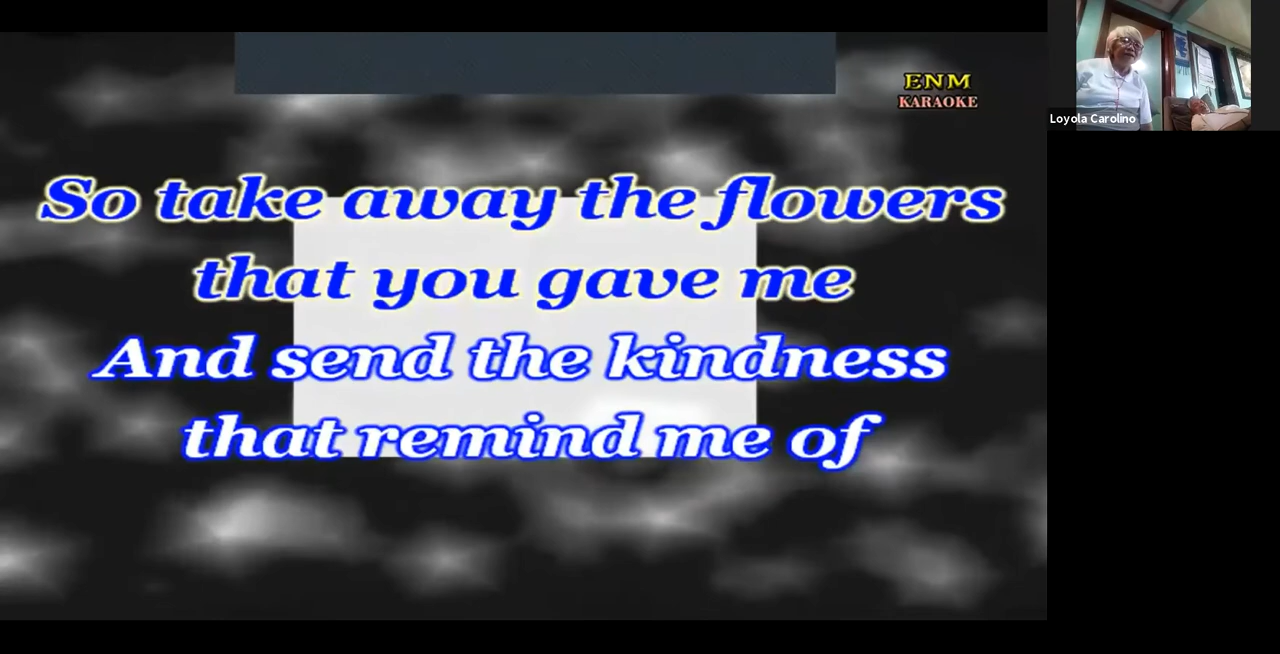 ENM
KARAOKE
So take away the flowers
that you gave me
And send the kindness
that remind me of
Loyola Carolino